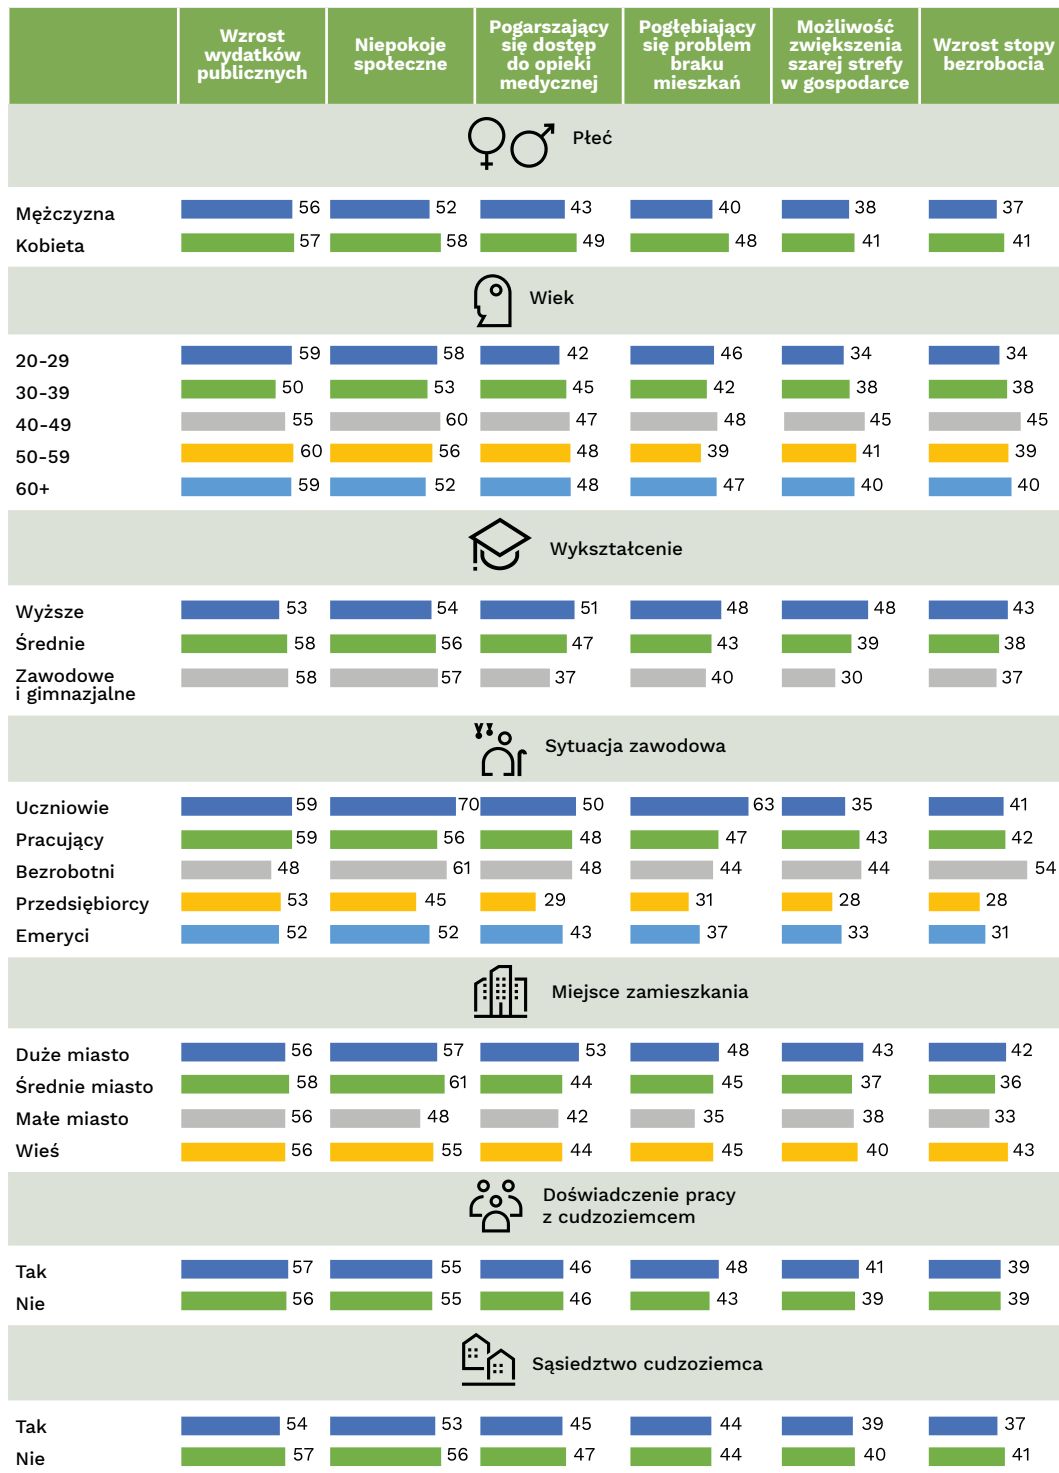 Wzrost
wydatków
publicznych
Niepokoje
społeczne
Pogarszający
się dostęp
do opieki
medycznej
Pogłębiający
się problem
braku
mieszkań
Możliwość
zwiększenia
szarej strefy
w gospodarce
Wzrost stopy
bezrobocia
Płeć
Mężczyzna 56 52 43 40 38 37
Kobieta 57 58 49 48 41 41
Wiek
20-29 59 58 42 46 34 34
30-39 50 53 45 42 38 38
40-49 55 60 47 48 45 45
50-59 60 56 48 39 41 39
60+ 59 52 48 47 40 40
Wykształcenie
Wyższe 53 54 51 48 48 43
Średnie 58 56 47 43 39 38
Zawodowe
i gimnazjalne 58 57 37 40 30 37
Sytuacja zawodowa
Uczniowie 59 70 50 63 35 41
Pracujący 59 56 48 47 43 42
Bezrobotni 48 61 48 44 44 54
Przedsiębiorcy 53 45 29 31 28 28
Emeryci 52 52 43 37 33 31
Miejsce zamieszkania
Duże miasto 56 57 53 48 43 42
Średnie miasto 58 61 44 45 37 36
Małe miasto 56 48 42 35 38 33
Wieś 56 55 44 45 40 43
Doświadczenie pracy
z cudzoziemcem
Tak 57 55 46 48 41 39
Nie 56 55 46 43 39 39
Sąsiedztwo cudzoziemca
Tak 54 53 45 44 39 37
Nie 57 56 47 44 40 41